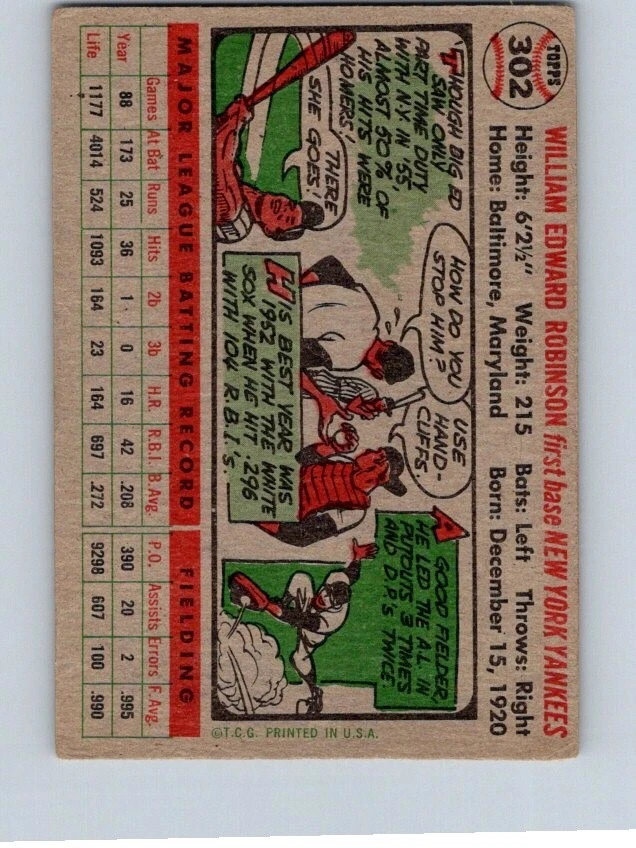 TOPPS
302
WILLIAM EDWARD ROBINSON first base NEW YORK YANKEES
Height: 6'2½" Weight: 215 Bats: Left Throws: Right
Home: Baltimore, Maryland Born: December 15, 1920
THOUGH BIG ED
SAW ONLY
PART TIME DUTY
WITH N.Y. IN '55,
ALMOST 50% OF
HIS HITS WERE
HOMERS!
THERE
SHE GOES!
HOW DO YOU
STOP HIM?
USE
HAND-
CUFFS
HIS BEST YEAR WAS
1952 WITH THE WHITE
SOX WHEN HE HIT .296
WITH 104 R.B.I.'S.
GOOD FIELDER,
HE LED THE A.L. IN
PUTOUTS 3 TIMES
AND D.P.'S TWICE.
MAJOR LEAGUE BATTING RECORD FIELDING
Games At Bat Runs Hits 2b 3b H.R. R.B.I. B.Avg. P.O. Assists Errors F.Avg.
Year 88 173 25 36 1 0 16 42 .208 390 20 2 .995
Life 1177 4014 524 1093 164 23 164 697 .272 9298 607 100 .990
©T.C.G. PRINTED IN U.S.A.